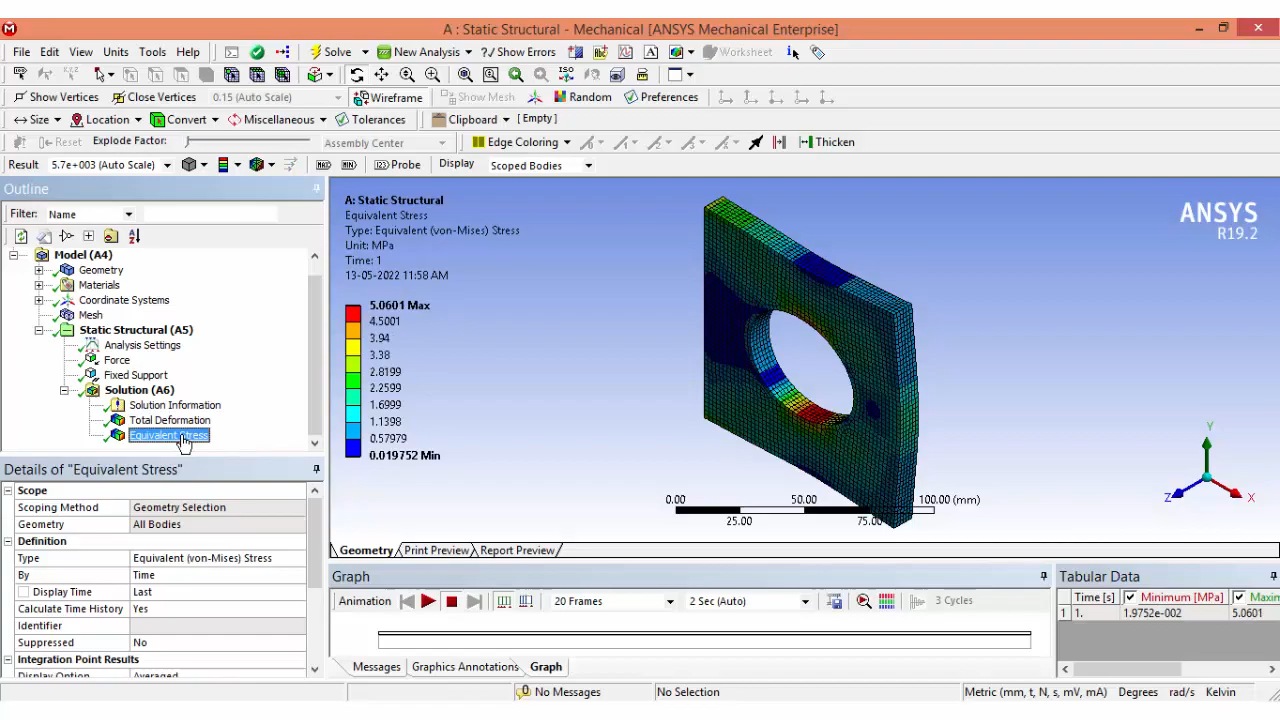 A : Static Structural - Mechanical [ANSYS Mechanical Enterprise]
File Edit View Units Tools Help Solve New Analysis ?/ Show Errors Worksheet
Show Vertices Close Vertices 0.15 (Auto Scale) Wireframe Show Mesh Random Preferences
Size Location Convert Miscellaneous Tolerances Clipboard [ Empty ]
Reset Explode Factor: Assembly Center Edge Coloring Thicken
Result 5.7e+003 (Auto Scale) MAX MIN Probe Display Scoped Bodies
Outline
Filter: Name
Model (A4)
Geometry
Materials
Coordinate Systems
Mesh
Static Structural (A5)
Analysis Settings
Force
Fixed Support
Solution (A6)
Solution Information
Total Deformation
Equivalent Stress
Details of "Equivalent Stress"
Scope
Scoping Method Geometry Selection
Geometry All Bodies
Definition
Type Equivalent (von-Mises) Stress
By Time
Display Time Last
Calculate Time History Yes
Identifier
Suppressed No
Integration Point Results
Display Option Averaged
A: Static Structural
Equivalent Stress
Type: Equivalent (von-Mises) Stress
Unit: MPa
Time: 1
13-05-2022 11:58 AM
5.0601 Max
4.5001
3.94
3.38
2.8199
2.2599
1.6999
1.1398
0.57979
0.019752 Min
ANSYS
R19.2
0.00 50.00 100.00 (mm)
25.00 75.00
Y
Z
X
Geometry Print Preview Report Preview
Graph
Animation 20 Frames 2 Sec (Auto) 3 Cycles
Messages Graphics Annotations Graph
Tabular Data
Time [s] Minimum [MPa] Maxim
1 1. 1.9752e-002 5.0601
No Messages No Selection Metric (mm, t, N, s, mV, mA) Degrees rad/s Kelvin